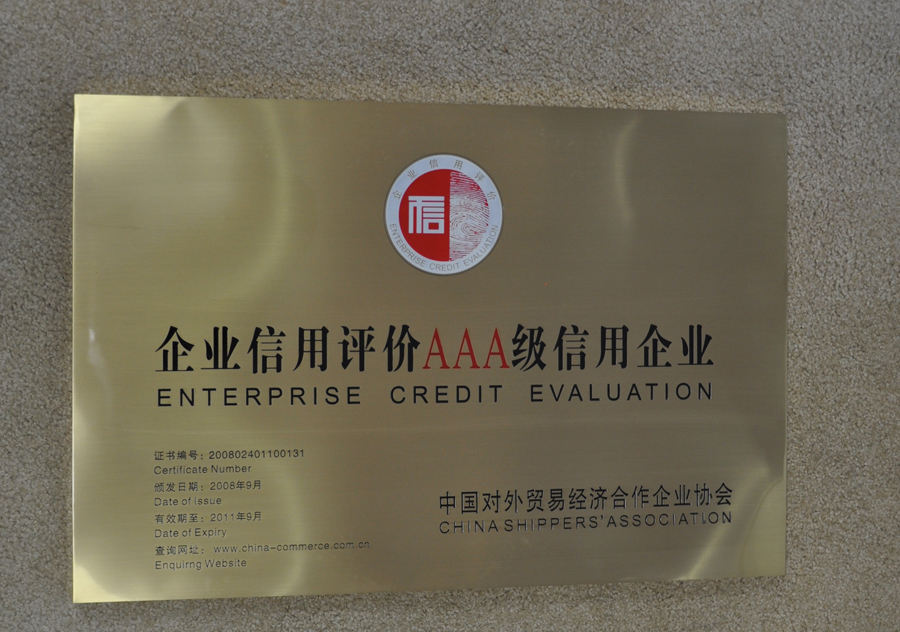 企业信用评价
信
ENTERPRISE CREDIT EVALUATION
企业信用评价AAA级信用企业
ENTERPRISE CREDIT EVALUATION
证书编号：200802401100131
Certificate Number
颁发日期：2008年9月
Date of Issue
有效期至：2011年9月
Date of Expiry
查询网址：www.china-commerce.com.cn
Enquirng Website
中国对外贸易经济合作企业协会
CHINA SHIPPERS'ASSOCIATION